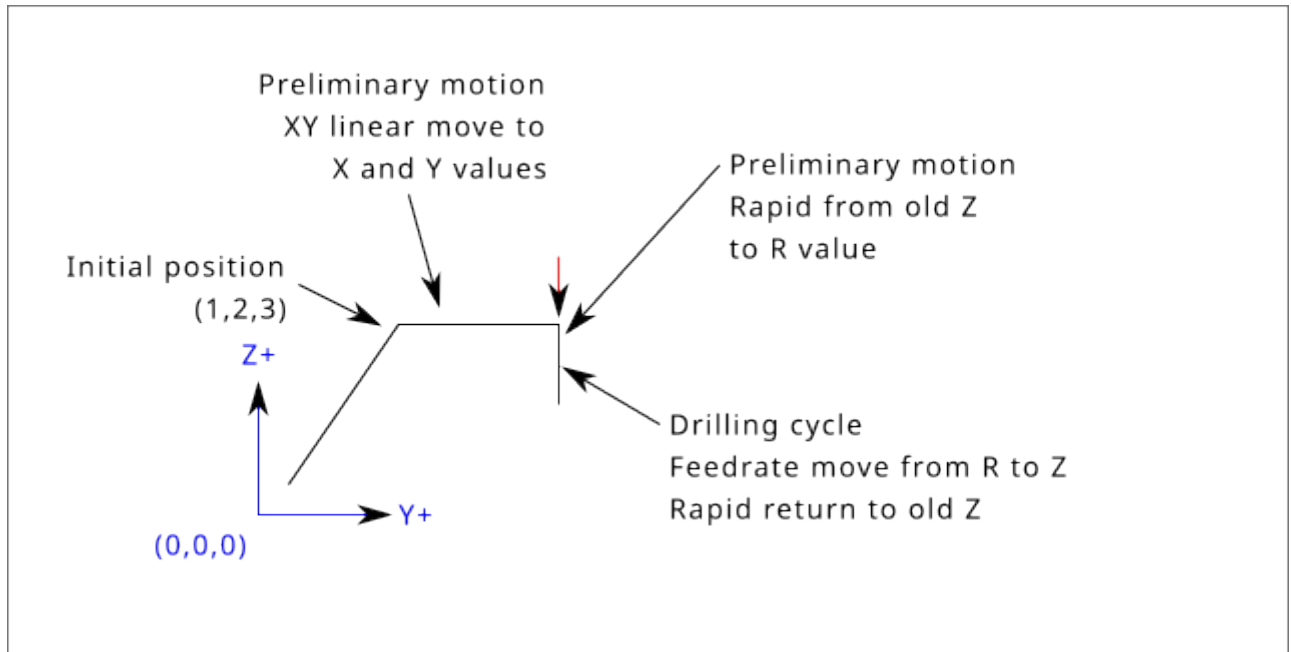 Preliminary motion
XY linear move to
X and Y values
Preliminary motion
Rapid from old Z
to R value
Initial position
(1,2,3)
Z+
Drilling cycle
Feedrate move from R to Z
Rapid return to old Z
Y+
(0,0,0)